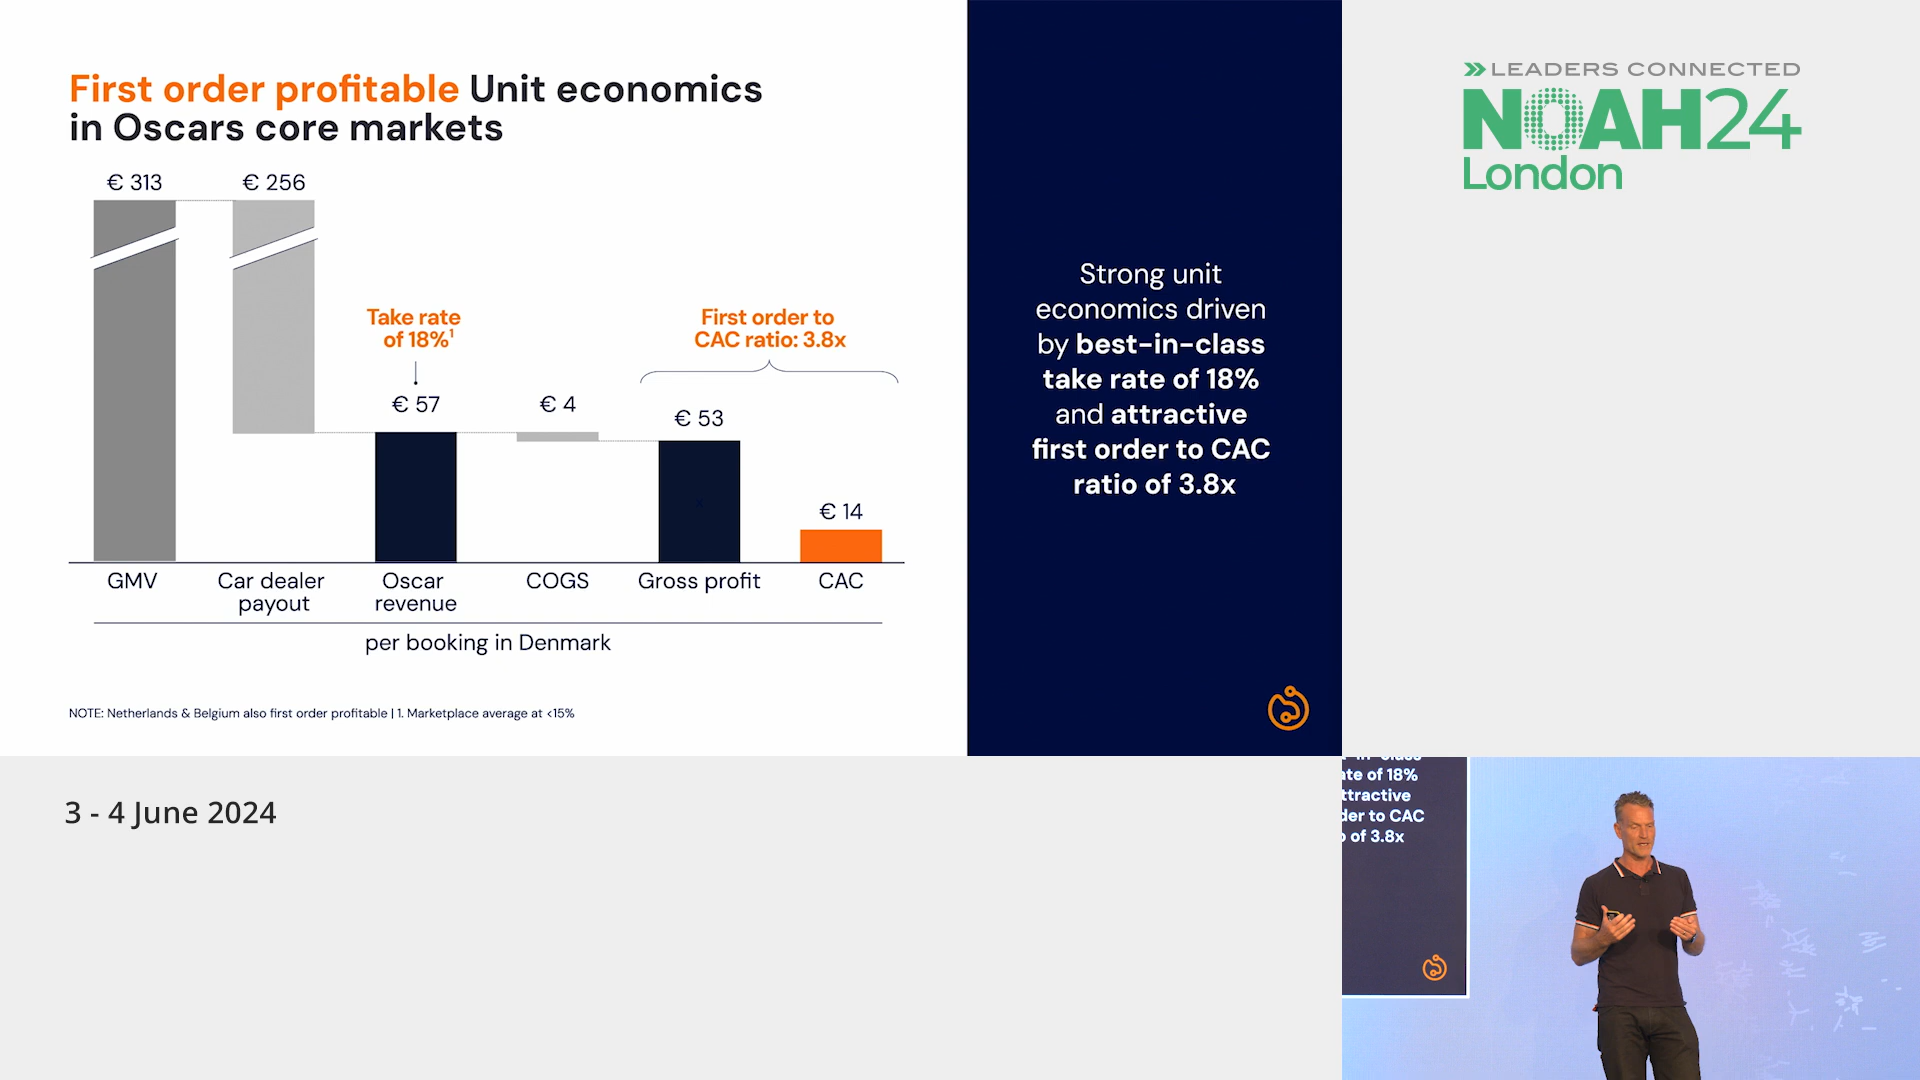 First order profitable Unit economics
in Oscars core markets
€ 313
€ 256
Take rate
of 18%¹
First order to
CAC ratio: 3.8x
€ 57
€ 4
€ 53
€ 14
GMV
Car dealer
payout
Oscar
revenue
COGS
Gross profit
CAC
per booking in Denmark
NOTE: Netherlands & Belgium also first order profitable | 1. Marketplace average at <15%
Strong unit
economics driven
by best-in-class
take rate of 18%
and attractive
first order to CAC
ratio of 3.8x
LEADERS CONNECTED
NOAH24
London
3 - 4 June 2024
of 18%
to CAC
of 3.8x